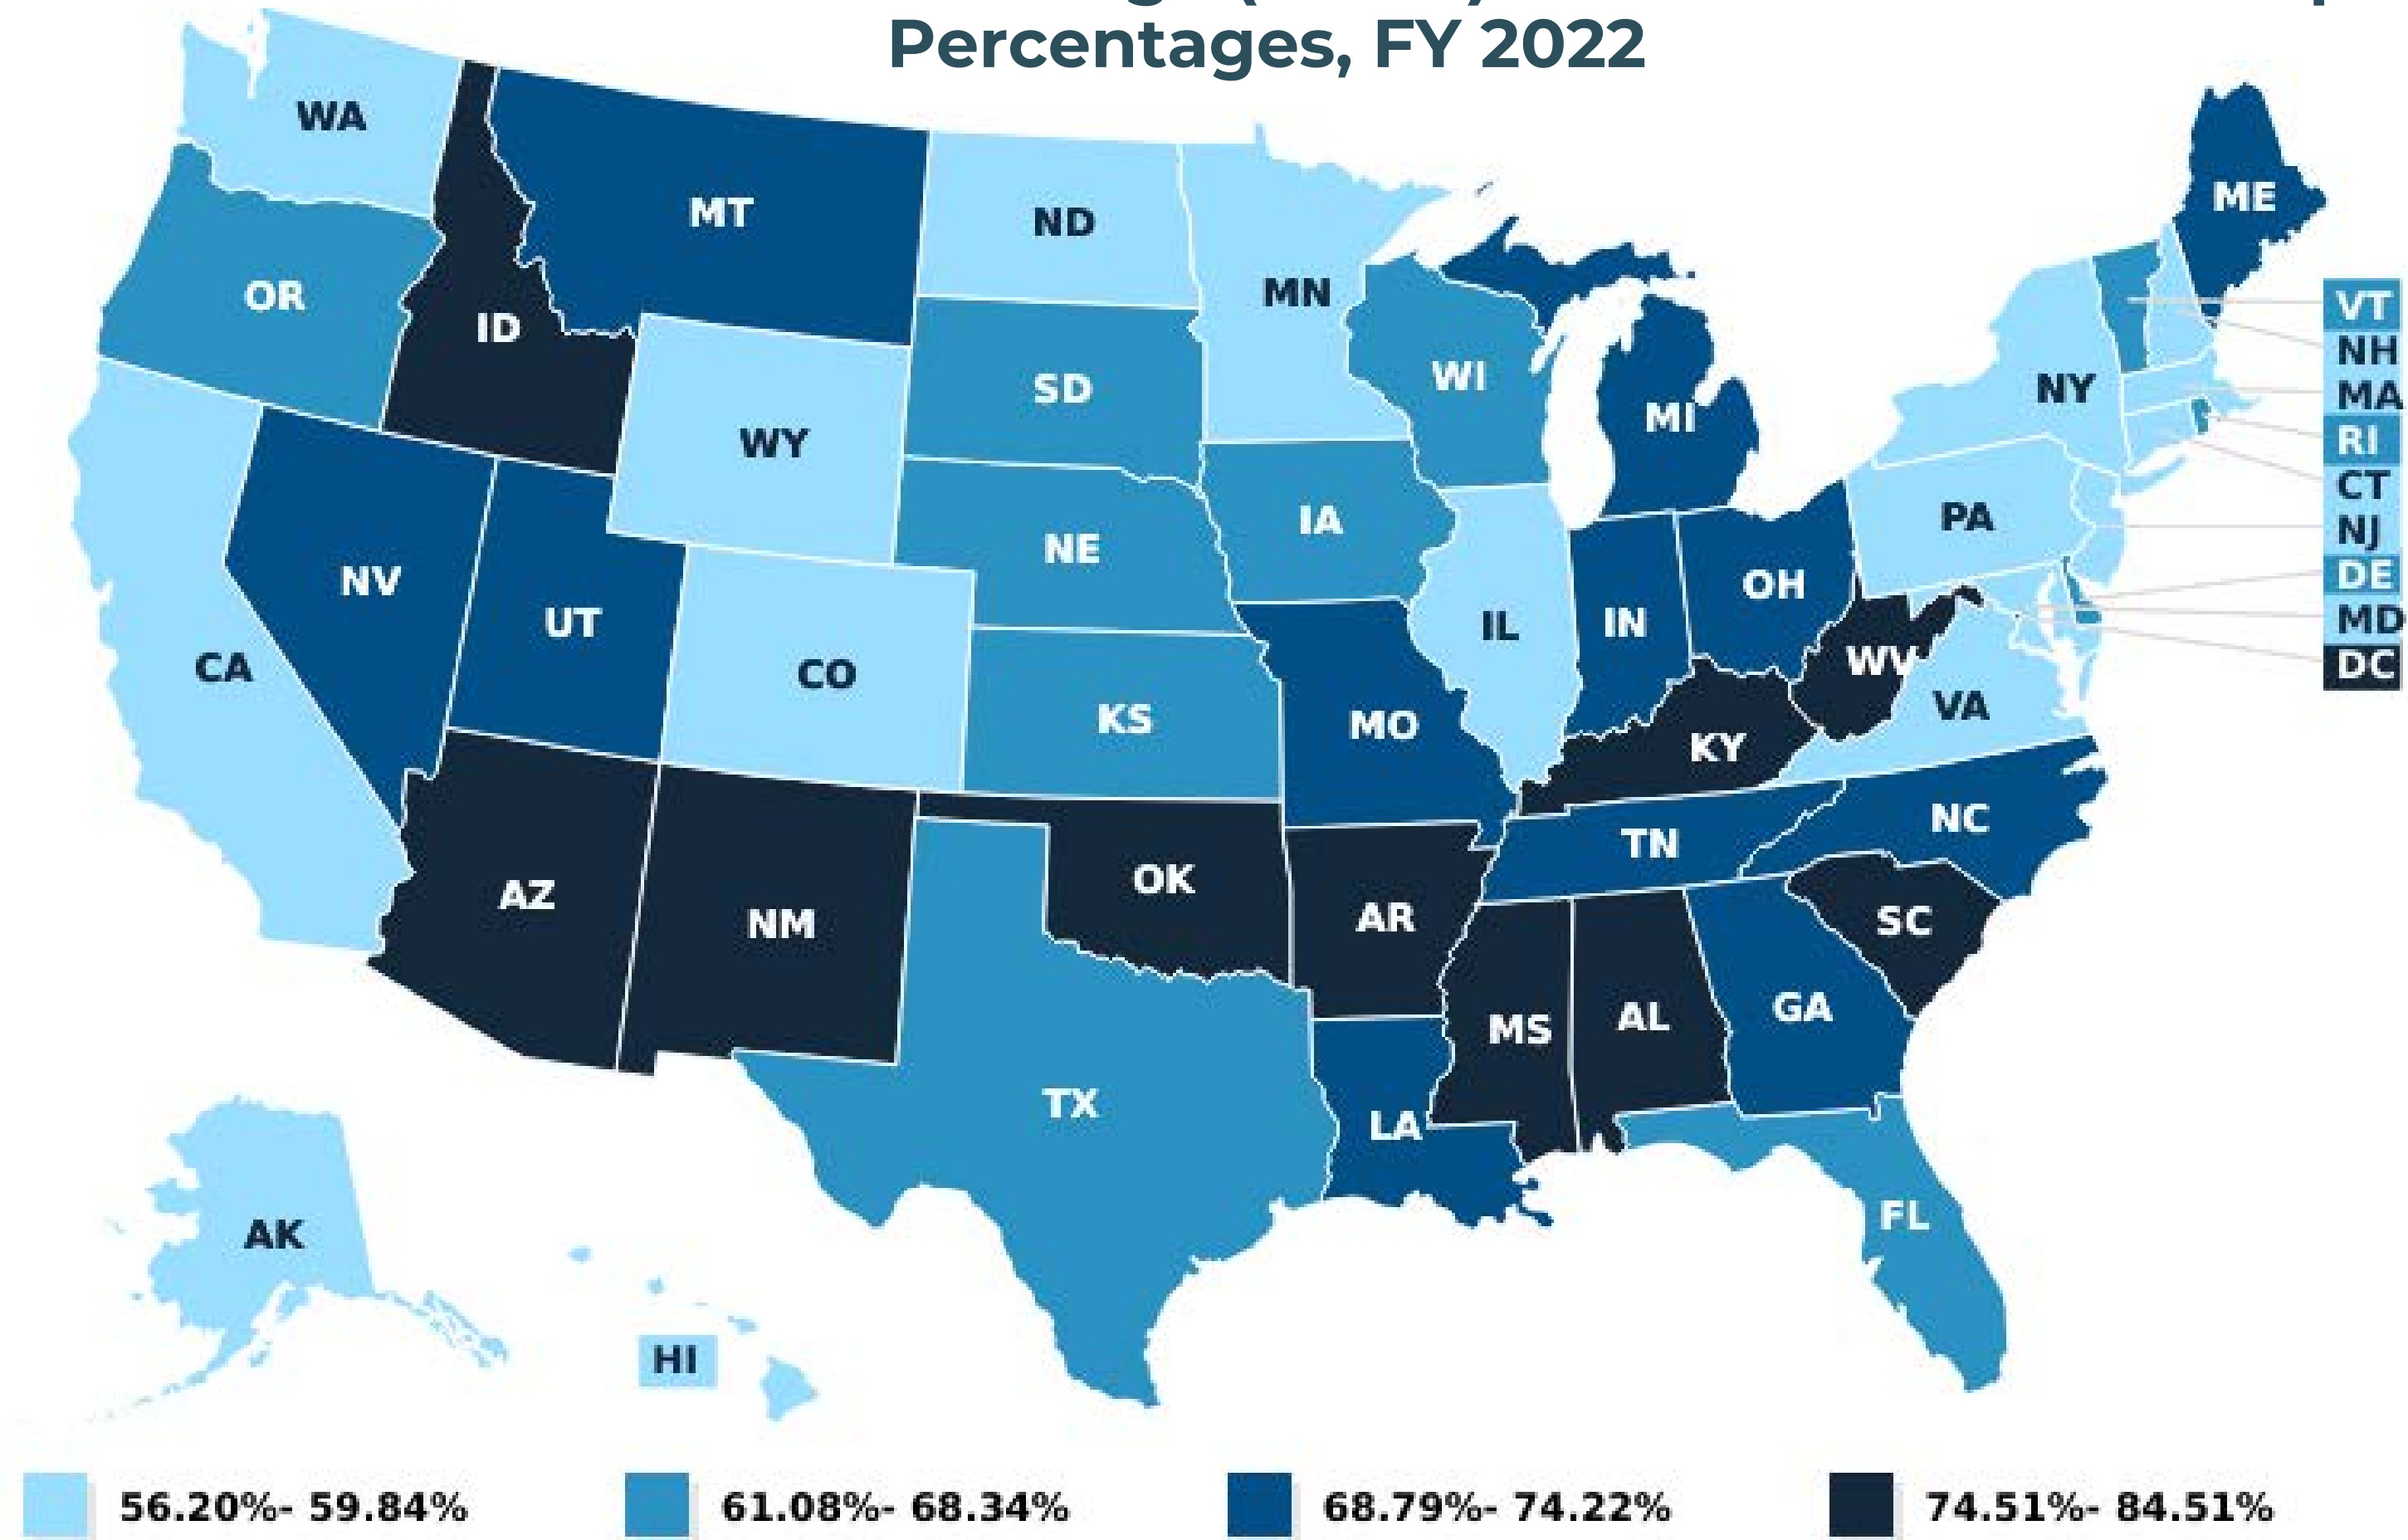 Percentages, FY 2022
WA
MT
ND
ME
OR
ID
MN
VT
NH
SD
WI
MI
NY
MA
RI
WY
CT
NE
IA
PA
NJ
NV
UT
OH
DE
IL
IN
MD
CA
CO
WV
DC
KS
MO
VA
KY
NC
TN
AZ
NM
OK
AR
SC
MS
AL
GA
TX
LA
FL
AK
HI
56.20%- 59.84% 61.08%- 68.34% 68.79%- 74.22% 74.51%- 84.51%